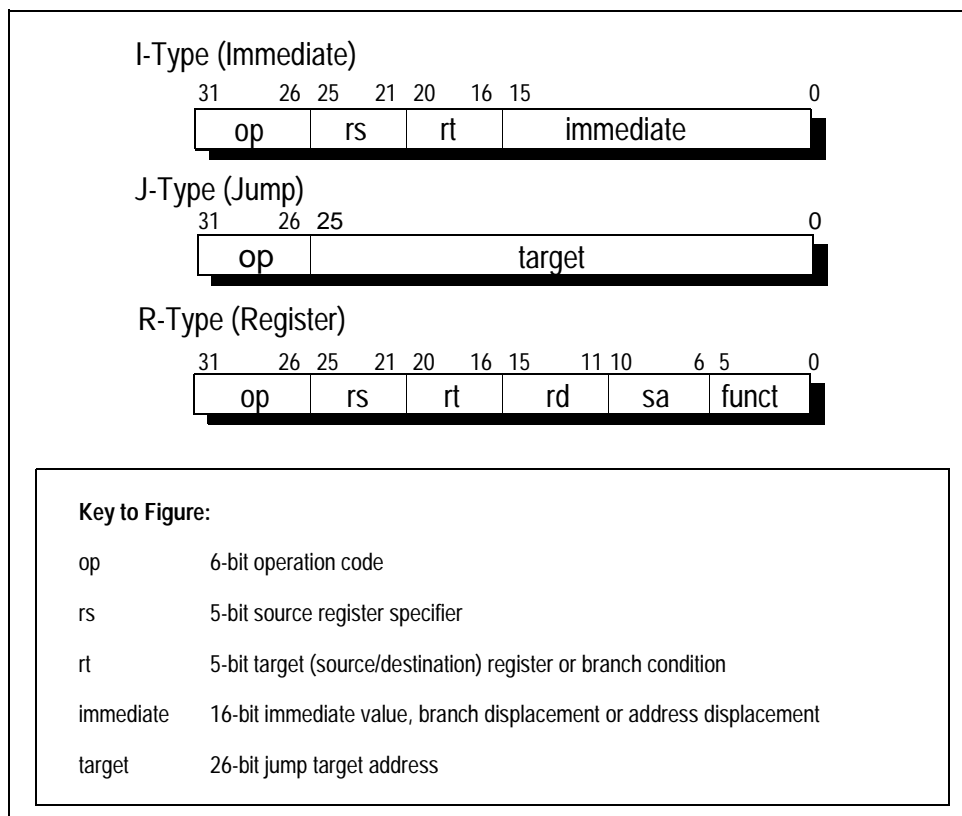 I-Type (Immediate)
31 26 25 21 20 16 15 0
op rs rt immediate
J-Type (Jump)
31 26 25 0
op target
R-Type (Register)
31 26 25 21 20 16 15 11 10 6 5 0
op rs rt rd sa funct
Key to Figure:
op 6-bit operation code
rs 5-bit source register specifier
rt 5-bit target (source/destination) register or branch condition
immediate 16-bit immediate value, branch displacement or address displacement
target 26-bit jump target address